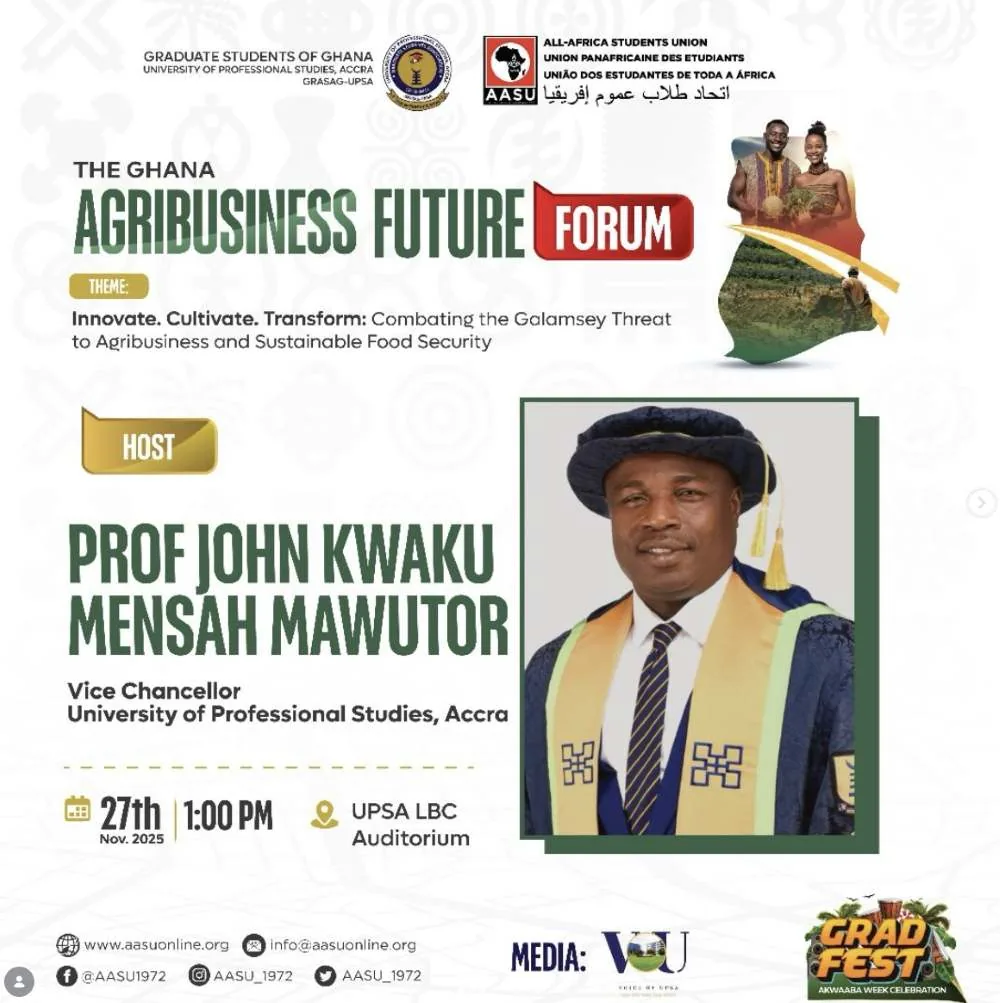 GRADUATE STUDENTS OF GHANA
UNIVERSITY OF PROFESSIONAL STUDIES, ACCRA
GRASAG-UPSA
AASU
ALL-AFRICA STUDENTS UNION
UNION PANAFRICAINE DES ETUDIANTS
UNIÃO DOS ESTUDANTES DE TODA A ÁFRICA
اتحاد طلاب عموم إفريقيا
THE GHANA
AGRIBUSINESS FUTURE FORUM
THEME:
Innovate. Cultivate. Transform: Combating the Galamsey Threat
to Agribusiness and Sustainable Food Security
HOST
PROF JOHN KWAKU
MENSAH MAWUTOR
Vice Chancellor
University of Professional Studies, Accra
27th
Nov. 2025
1:00 PM
UPSA LBC
Auditorium
www.aasuonline.org
info@aasuonline.org
@AASU1972
AASU_1972
AASU_1972
MEDIA:
VOU
VOICE OF UPSA
GRAD
FEST
AKWAABA WEEK CELEBRATION